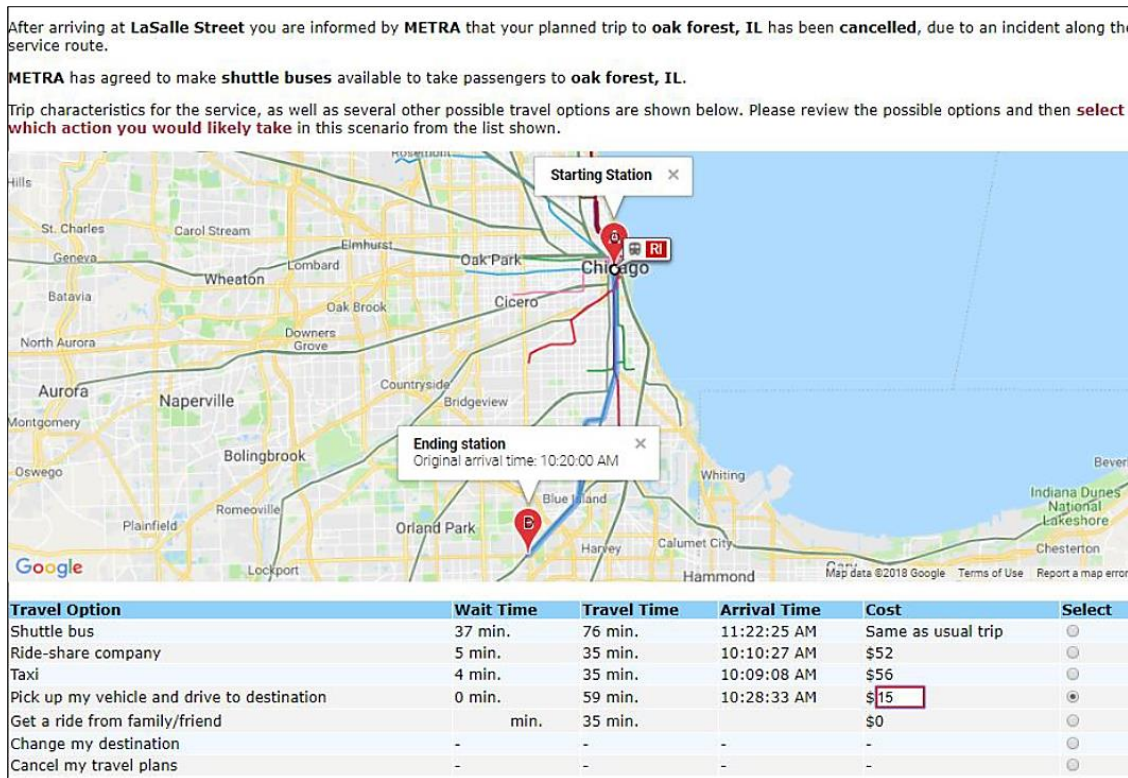 After arriving at LaSalle Street you are informed by METRA that your planned trip to oak forest, IL has been cancelled, due to an incident along the
service route.
METRA has agreed to make shuttle buses available to take passengers to oak forest, IL.
Trip characteristics for the service, as well as several other possible travel options are shown below. Please review the possible options and then select
which action you would likely take in this scenario from the list shown.
Rosemont
Starting Station ×
Hills
St. Charles
Carol Stream
RI
Geneva
Elmhurst
Oak Park
Chicago
Wheaton
Lombard
Batavia
Cicero
Oak Brook
North Aurora
Downers
Grove
Countryside
Aurora
Naperville
Bridgeview
Montgomery
Ending station ×
Original arrival time: 10:20:00 AM
Bolingbrook
Oswego
Whiting
Bever
Romeoville
Blue Island
Indiana Dunes
National
Lakeshore
Plainfield
Orland Park
B
Harvey
Calumet City
Chesterton
Google
Lockport
Hammond
Gary
Map data ©2018 Google Terms of Use Report a map error
Travel Option Wait Time Travel Time Arrival Time Cost Select
Shuttle bus 37 min. 76 min. 11:22:25 AM Same as usual trip
Ride-share company 5 min. 35 min. 10:10:27 AM $52
Taxi 4 min. 35 min. 10:09:08 AM $56
Pick up my vehicle and drive to destination 0 min. 59 min. 10:28:33 AM $15
Get a ride from family/friend min. 35 min. $0
Change my destination - - - -
Cancel my travel plans - - - -